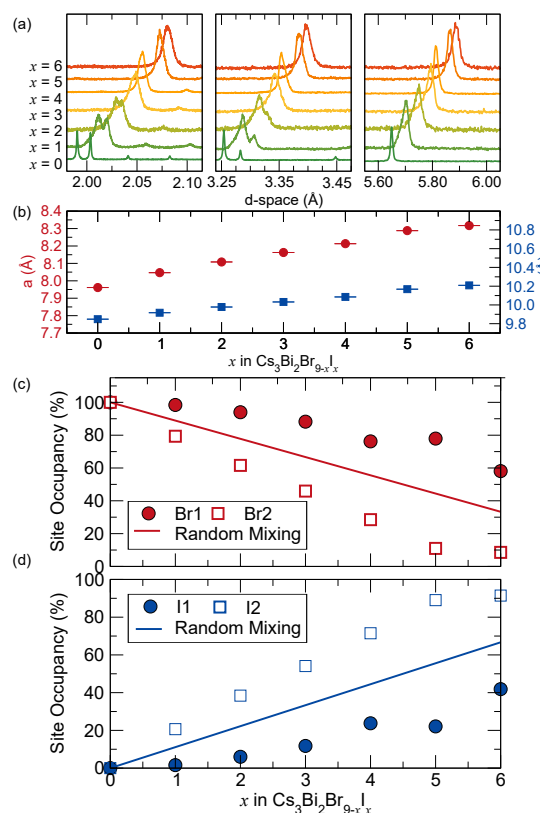 (a)
x = 6
x = 5
x = 4
x = 3
x = 2
x = 1
x = 0
2.00 2.05 2.10 3.25 3.35 3.45 5.60 5.80 6.00
d-space (Å)
(b)
8.4
8.3
8.2
8.1
8.0
7.9
7.8
7.7
a (Å)
10.8
10.6
10.4
10.2
10.0
9.8
0 1 2 3 4 5 6
x in Cs3Bi2Br9-xIx
(c)
100
80
60
40
20
0
Site Occupancy (%)
Br1 Br2
Random Mixing
(d)
100
80
60
40
20
0
Site Occupancy (%)
I1 I2
Random Mixing
0 1 2 3 4 5 6
x in Cs3Bi2Br9-xIx